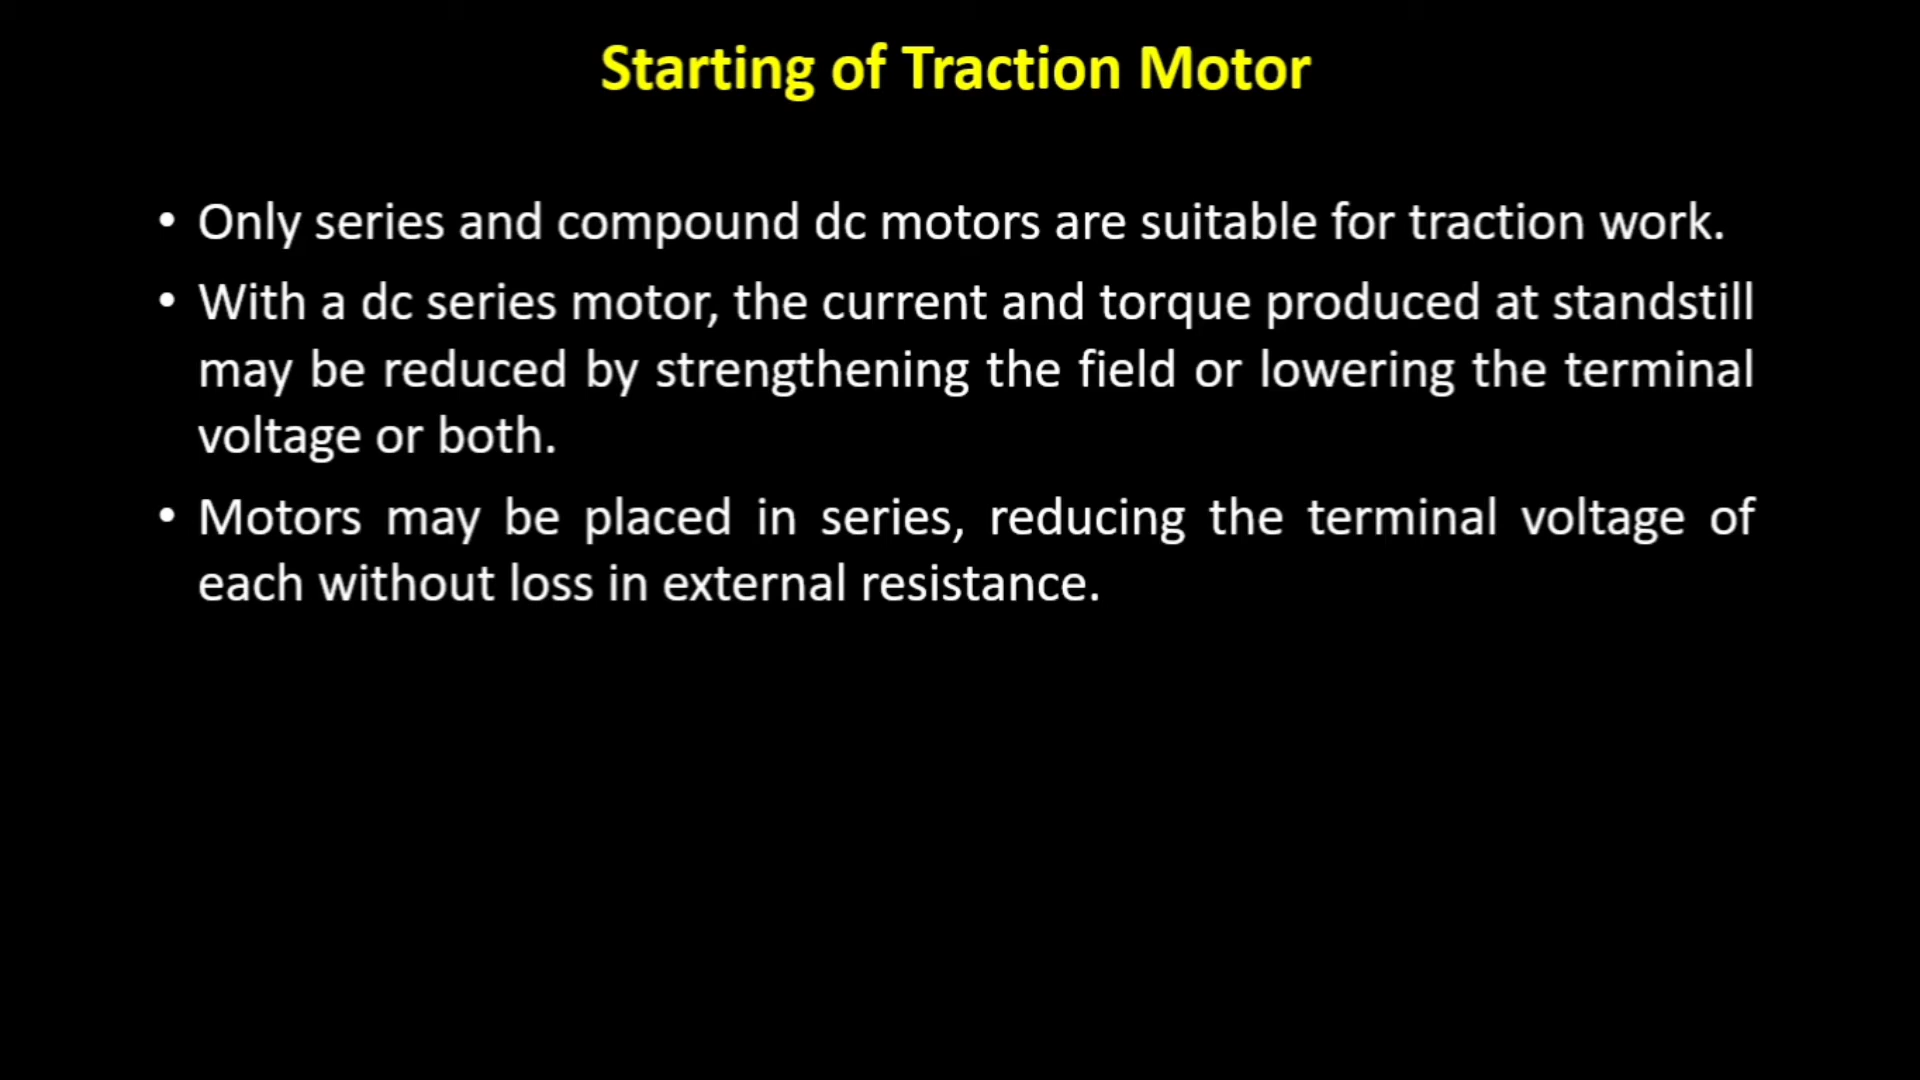 Starting of Traction Motor
• Only series and compound dc motors are suitable for traction work.
• With a dc series motor, the current and torque produced at standstill
may be reduced by strengthening the field or lowering the terminal
voltage or both.
• Motors may be placed in series, reducing the terminal voltage of
each without loss in external resistance.